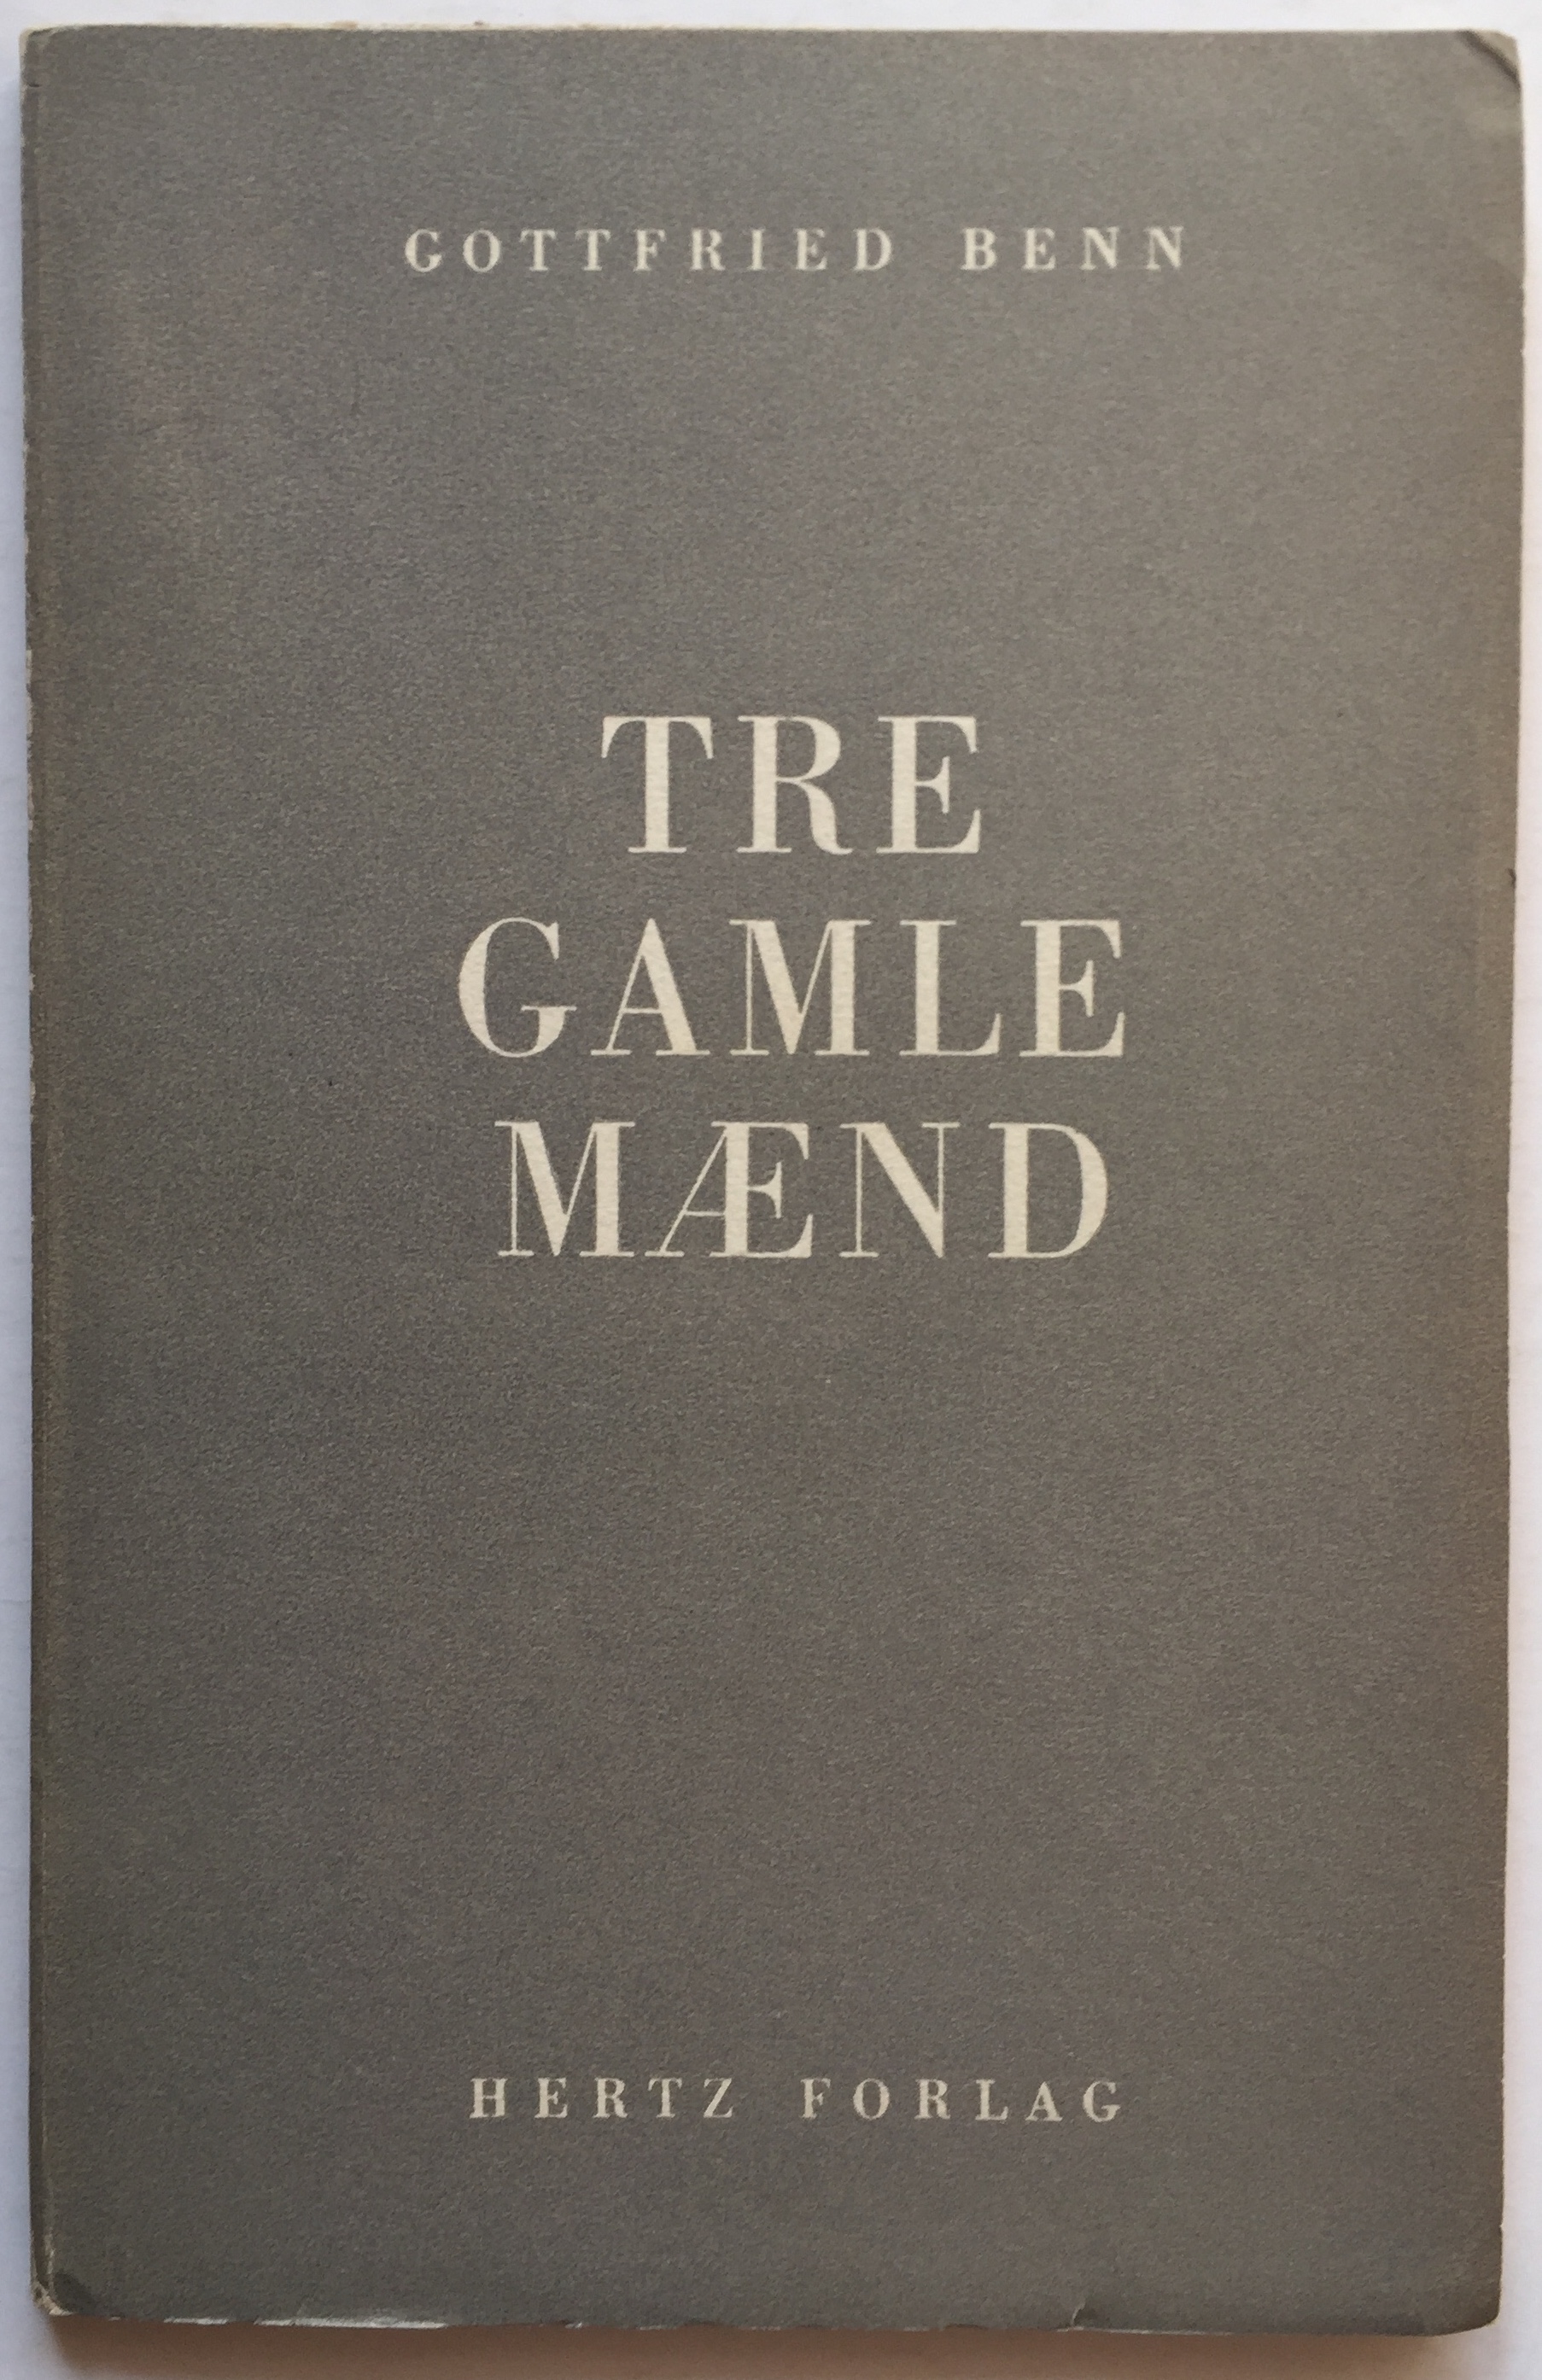 GOTTFRIED BENN
TRE
GAMLE
MÆND
HERTZ FORLAG